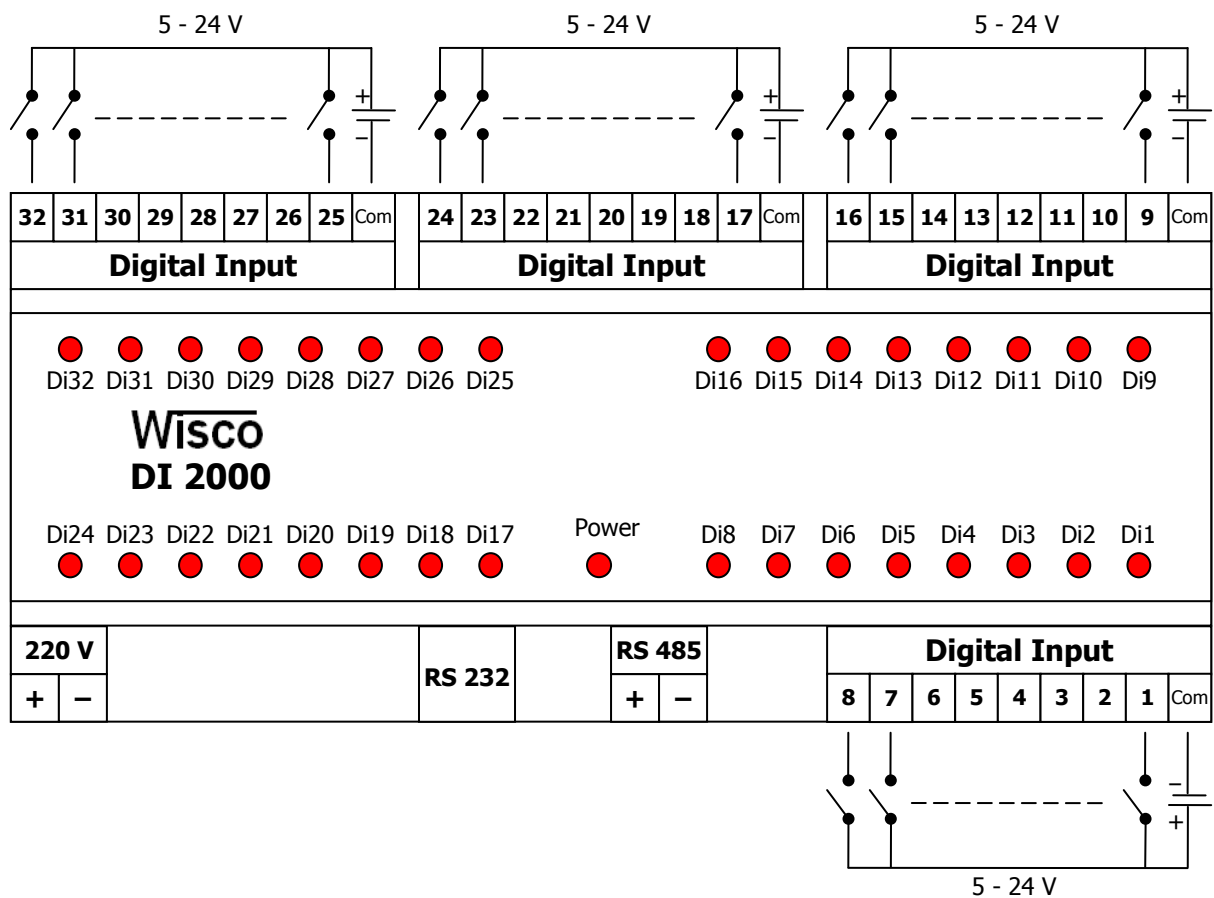 5 - 24 V 5 - 24 V 5 - 24 V
+ + +
− − −
32 31 30 29 28 27 26 25 Com 24 23 22 21 20 19 18 17 Com 16 15 14 13 12 11 10 9 Com
Digital Input Digital Input Digital Input
Di32 Di31 Di30 Di29 Di28 Di27 Di26 Di25 Di16 Di15 Di14 Di13 Di12 Di11 Di10 Di9
Wisco
DI 2000
Di24 Di23 Di22 Di21 Di20 Di19 Di18 Di17 Power Di8 Di7 Di6 Di5 Di4 Di3 Di2 Di1
220 V RS 232 RS 485 Digital Input
+ − + − 8 7 6 5 4 3 2 1 Com
−
+
5 - 24 V